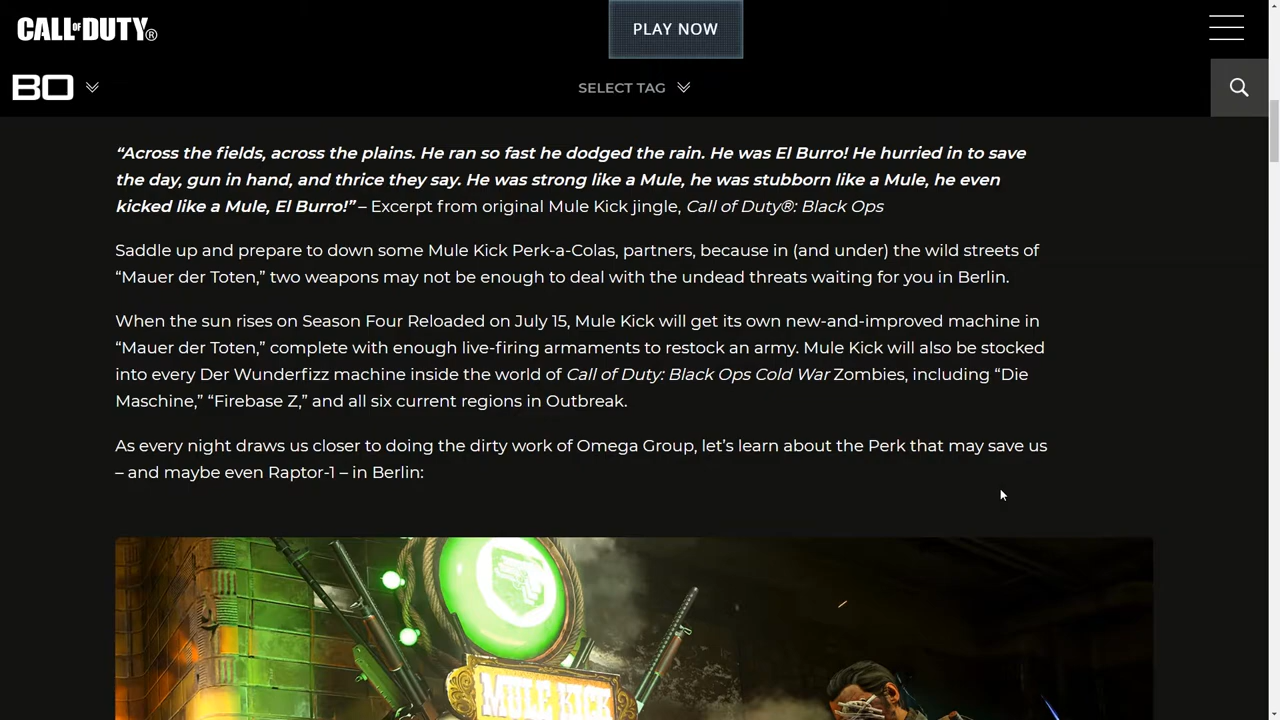 CALL OF DUTY®
PLAY NOW
BO
SELECT TAG
“Across the fields, across the plains. He ran so fast he dodged the rain. He was El Burro! He hurried in to save
the day, gun in hand, and thrice they say. He was strong like a Mule, he was stubborn like a Mule, he even
kicked like a Mule, El Burro!” – Excerpt from original Mule Kick jingle, Call of Duty®: Black Ops
Saddle up and prepare to down some Mule Kick Perk-a-Colas, partners, because in (and under) the wild streets of
“Mauer der Toten,” two weapons may not be enough to deal with the undead threats waiting for you in Berlin.
When the sun rises on Season Four Reloaded on July 15, Mule Kick will get its own new-and-improved machine in
“Mauer der Toten,” complete with enough live-firing armaments to restock an army. Mule Kick will also be stocked
into every Der Wunderfizz machine inside the world of Call of Duty: Black Ops Cold War Zombies, including “Die
Maschine,” “Firebase Z,” and all six current regions in Outbreak.
As every night draws us closer to doing the dirty work of Omega Group, let’s learn about the Perk that may save us
– and maybe even Raptor-1 – in Berlin:
MULE KICK